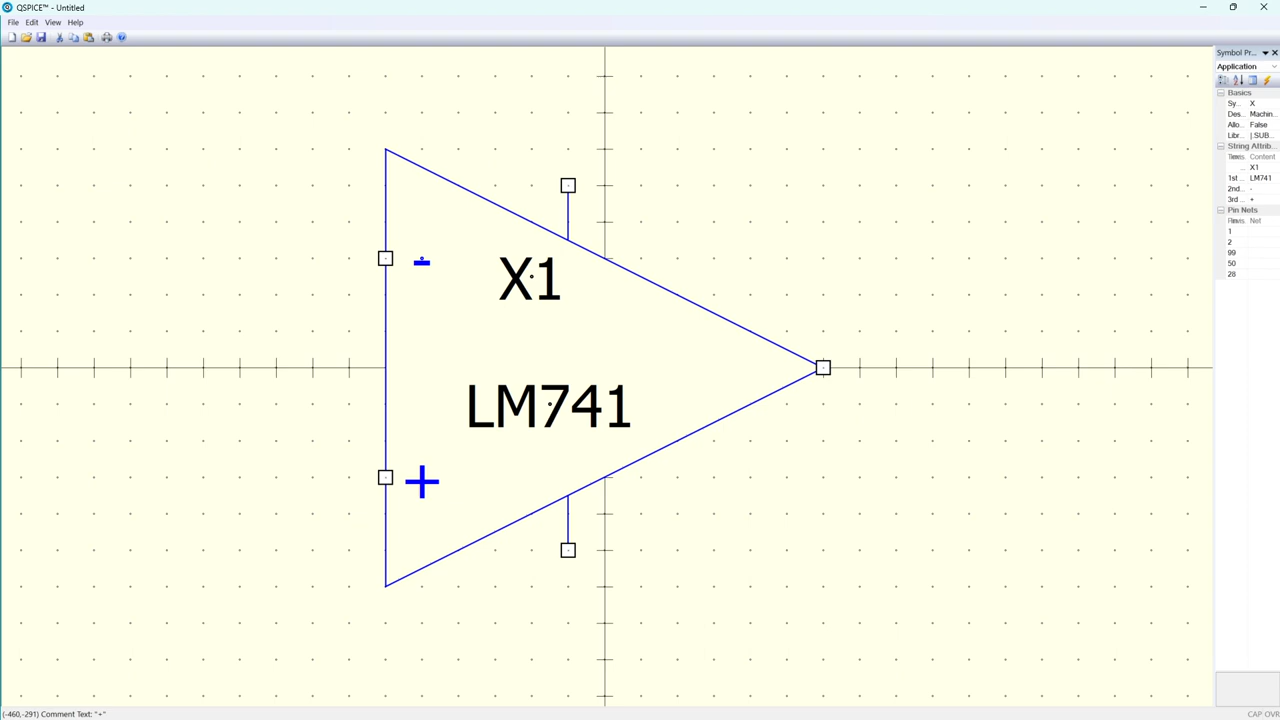 QSPICE™ - Untitled
File Edit View Help
-
X1
LM741
+
Symbol Pr...
Application
Basics
Sy... X
Des... Machin...
Allo... False
Libr... | .SUB...
String Attrib...
Content
... X1
1st ... LM741
2nd... -
3rd ... +
Pin Nets
Net
1
2
99
50
28
(-460,-291) Comment Text: "+"
CAP OVR